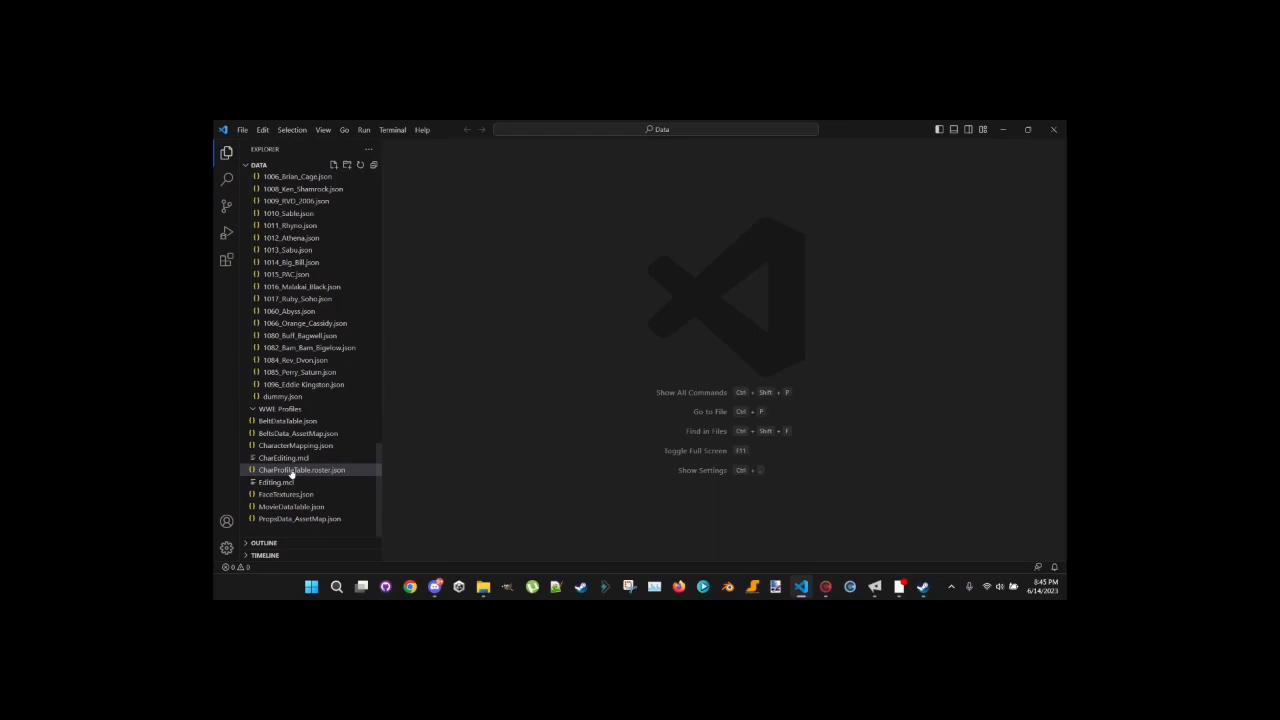 File Edit Selection View Go Run Terminal Help
Data
EXPLORER
DATA
1006_Brian_Cage.json
1008_Ken_Shamrock.json
1009_RVD_2006.json
1010_Sable.json
1011_Rhyno.json
1012_Athena.json
1013_Sabu.json
1014_Big_Bill.json
1015_PAC.json
1016_Malakai_Black.json
1017_Ruby_Soho.json
1060_Abyss.json
1066_Orange_Cassidy.json
1080_Buff_Bagwell.json
1082_Bam_Bam_Bigelow.json
1084_Rev_Dvon.json
1085_Perry_Saturn.json
1096_Eddie Kingston.json
dummy.json
WWE Profiles
BeltDataTable.json
BeltsData_AssetMap.json
CharacterMapping.json
CharEditing.mcl
CharProfileTable.roster.json
Editing.mcl
FaceTextures.json
MovieDataTable.json
PropsData_AssetMap.json
OUTLINE
TIMELINE
Show All Commands Ctrl + Shift + P
Go to File Ctrl + P
Find in Files Ctrl + Shift + F
Toggle Full Screen F11
Show Settings Ctrl + ,
0 0
8:45 PM
6/14/2023